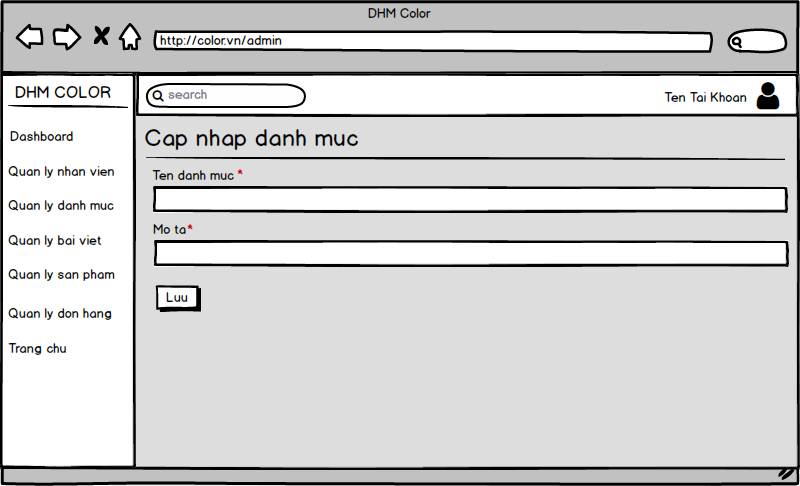 DHM Color
http://color.vn/admin
DHM COLOR
search
Ten Tai Khoan
Dashboard
Quan ly nhan vien
Quan ly danh muc
Quan ly bai viet
Quan ly san pham
Quan ly don hang
Trang chu
Cap nhap danh muc
Ten danh muc *
Mo ta*
Luu